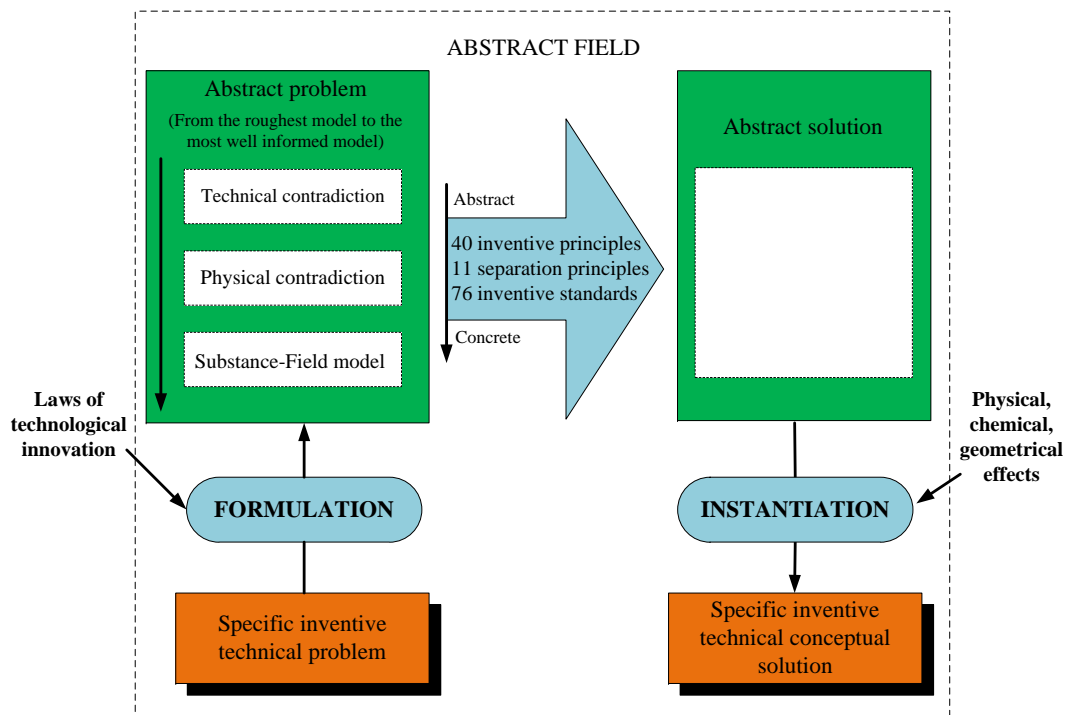 ABSTRACT FIELD
Abstract problem
(From the roughest model to the
most well informed model)
Technical contradiction
Physical contradiction
Substance-Field model
Abstract
40 inventive principles
11 separation principles
76 inventive standards
Concrete
Abstract solution
Laws of
technological
innovation
FORMULATION
Specific inventive
technical problem
Physical,
chemical,
geometrical
effects
INSTANTIATION
Specific inventive
technical conceptual
solution